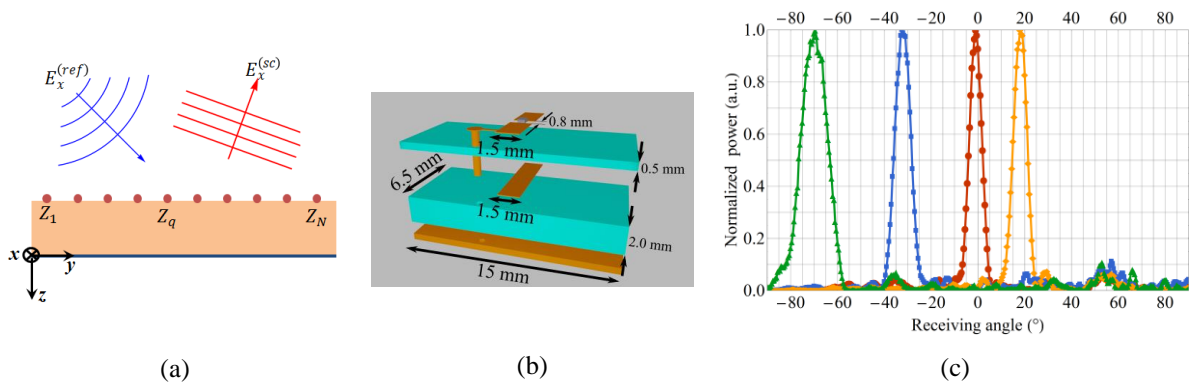 E_x^(ref)
E_x^(sc)
Z_1 Z_q Z_N
x y
z
(a)
0.8 mm
1.5 mm
0.5 mm
6.5 mm
1.5 mm
2.0 mm
15 mm
(b)
−80 −60 −40 −20 0 20 40 60 80
1.0
0.8
0.6
0.4
0.2
0.0
Normalized power (a.u.)
−80 −60 −40 −20 0 20 40 60 80
Receiving angle (°)
(c)